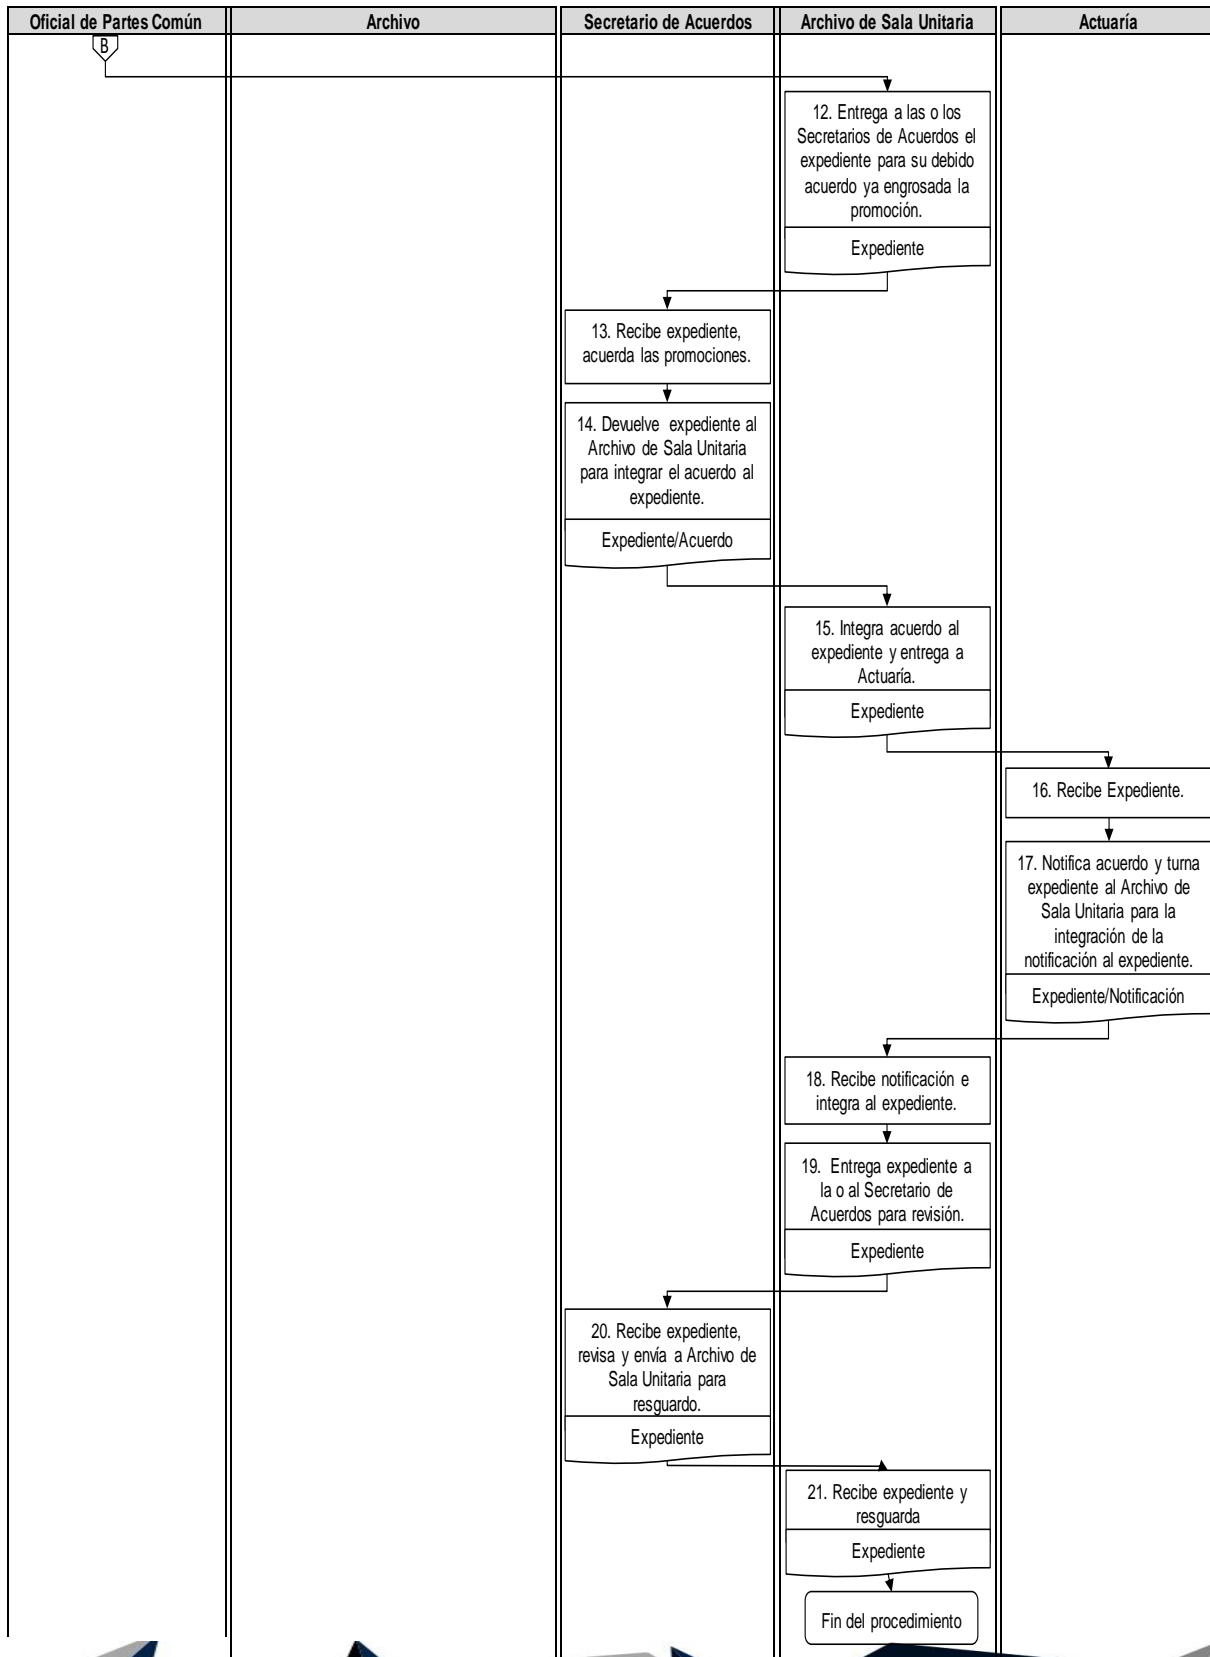 Oficial de Partes Común
Archivo
Secretario de Acuerdos
Archivo de Sala Unitaria
Actuaría
B
12. Entrega a las o los
Secretarios de Acuerdos el
expediente para su debido
acuerdo ya engrosada la
promoción.
Expediente
13. Recibe expediente,
acuerda las promociones.
14. Devuelve expediente al
Archivo de Sala Unitaria
para integrar el acuerdo al
expediente.
Expediente/Acuerdo
15. Integra acuerdo al
expediente y entrega a
Actuaría.
Expediente
16. Recibe Expediente.
17. Notifica acuerdo y turna
expediente al Archivo de
Sala Unitaria para la
integración de la
notificación al expediente.
Expediente/Notificación
18. Recibe notificación e
integra al expediente.
19. Entrega expediente a
la o al Secretario de
Acuerdos para revisión.
Expediente
20. Recibe expediente,
revisa y envía a Archivo de
Sala Unitaria para
resguardo.
Expediente
21. Recibe expediente y
resguarda
Expediente
Fin del procedimiento